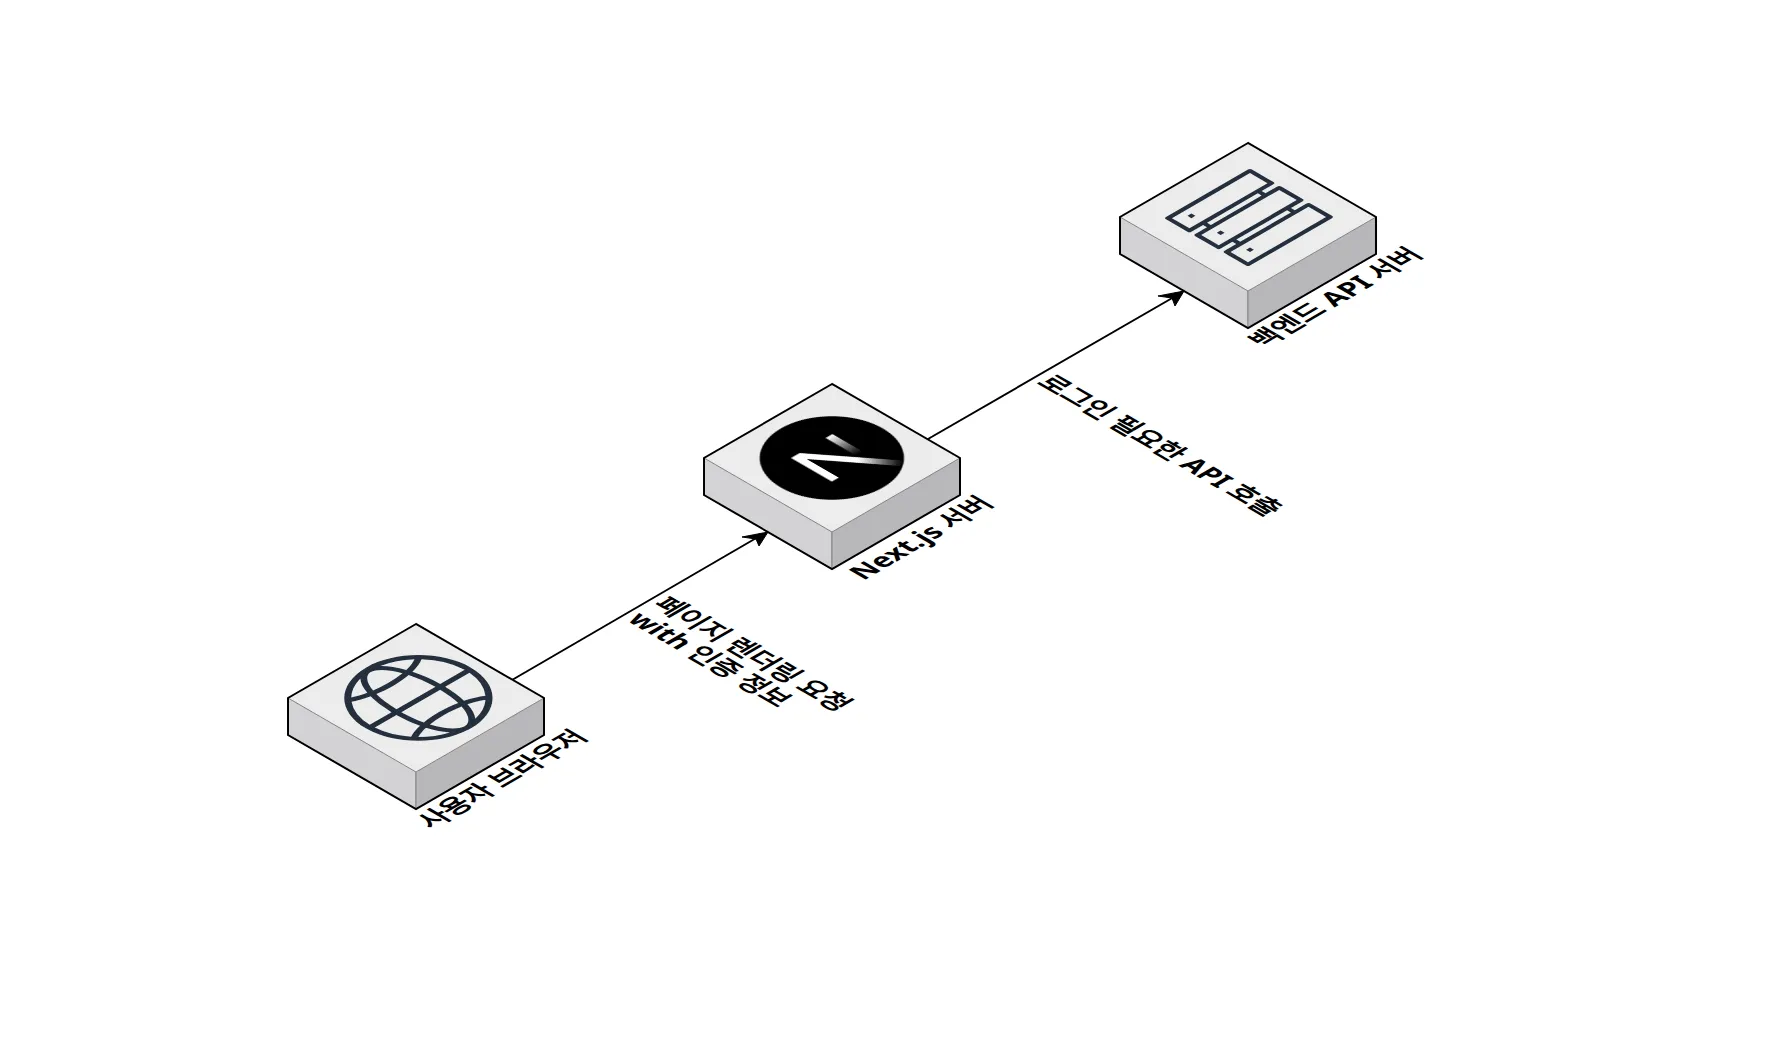 백엔드 API 서버
로그인 필요한 API 호출
Next.js 서버
페이지 렌더링 요청
with 인증 정보
사용자 브라우저